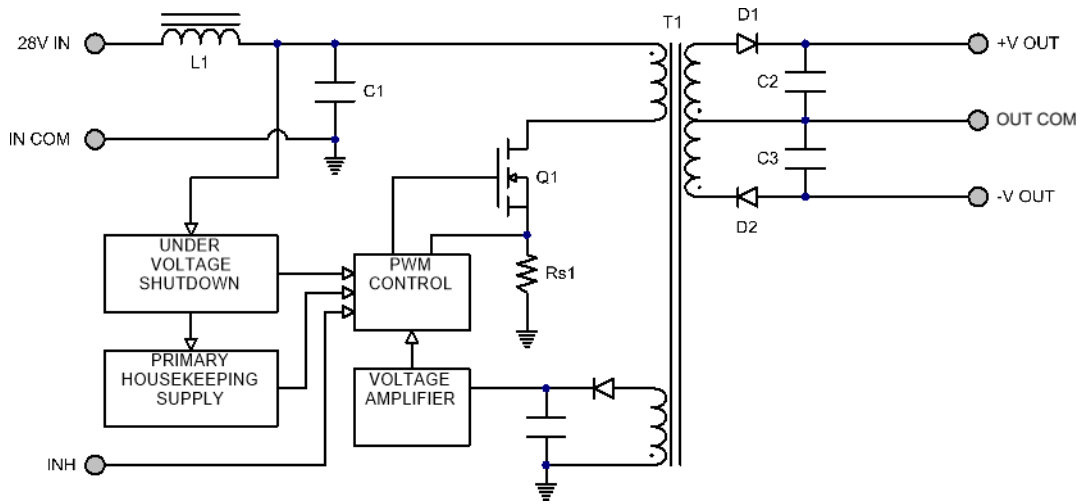 T1
D1
28V IN
+V OUT
L1
C1
C2
IN COM
OUT COM
C3
Q1
-V OUT
D2
UNDER
VOLTAGE
SHUTDOWN
PWM
CONTROL
Rs1
PRIMARY
HOUSEKEEPING
SUPPLY
VOLTAGE
AMPLIFIER
INH